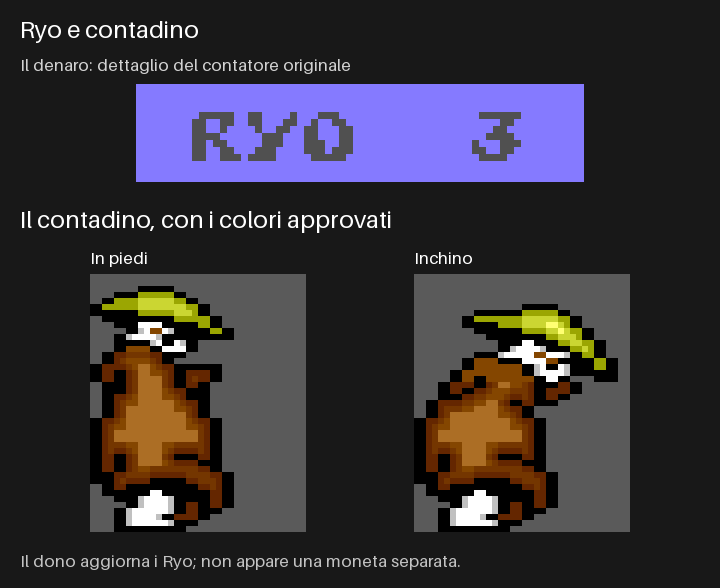 Ryo e contadino
Il denaro: dettaglio del contatore originale
RYO 3
Il contadino, con i colori approvati
In piedi
Inchino
Il dono aggiorna i Ryo; non appare una moneta separata.